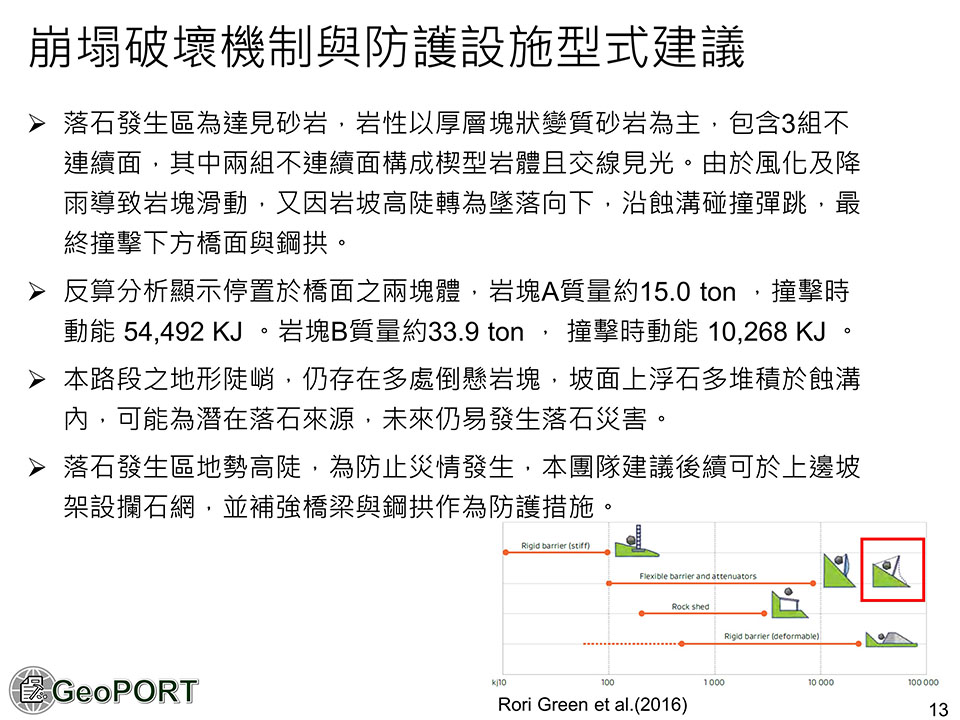 崩塌破壞機制與防護設施型式建議
➢ 落石發生區為達見砂岩，岩性以厚層塊狀變質砂岩為主，包含3組不
連續面，其中兩組不連續面構成楔型岩體且交線見光。由於風化及降
雨導致岩塊滑動，又因岩坡高陡轉為墜落向下，沿蝕溝碰撞彈跳，最
終撞擊下方橋面與鋼拱。
➢ 反算分析顯示停置於橋面之兩塊體，岩塊A質量約15.0 ton ，撞擊時
動能 54,492 KJ 。岩塊B質量約33.9 ton ， 撞擊時動能 10,268 KJ 。
➢ 本路段之地形陡峭，仍存在多處倒懸岩塊，坡面上浮石多堆積於蝕溝
內，可能為潛在落石來源，未來仍易發生落石災害。
➢ 落石發生區地勢高陡，為防止災情發生，本團隊建議後續可於上邊坡
架設攔石網，並補強橋梁與鋼拱作為防護措施。
Rigid barrier (stiff)
Flexible barrier and attenuators
Rock shed
Rigid barrier (deformable)
kJ10 100 1 000 10 000 100 000
Rori Green et al.(2016)
GeoPORT
13